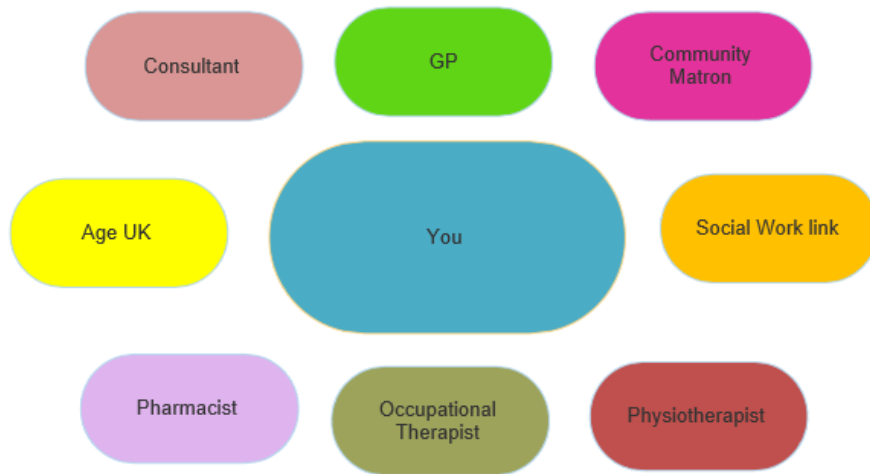 Consultant
GP
Community
Matron
Age UK
You
Social Work link
Pharmacist
Occupational
Therapist
Physiotherapist